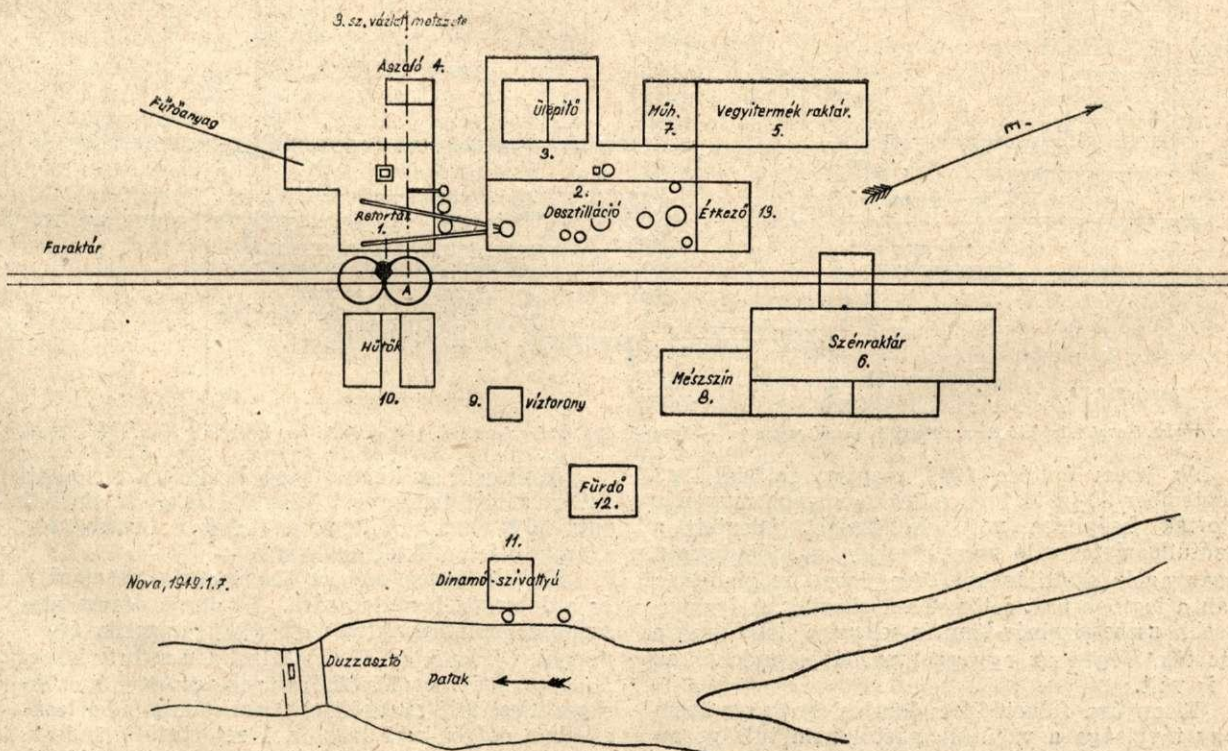 3. sz. vázlat metszete
Aszaló 4.
Fűtőanyag
Ülepítő
3.
Műh.
7.
Vegyitermék raktár.
5.
É.
Retorták
1.
2.
Desztilláció
Étkező 13.
Faraktár
A
Hűtők
10.
9. Víztorony
Szénraktár
6.
Mészszín
8.
Fürdő
12.
11.
Dinamó-szivattyú
Nova, 1949.1.7.
Duzzasztó
Patak